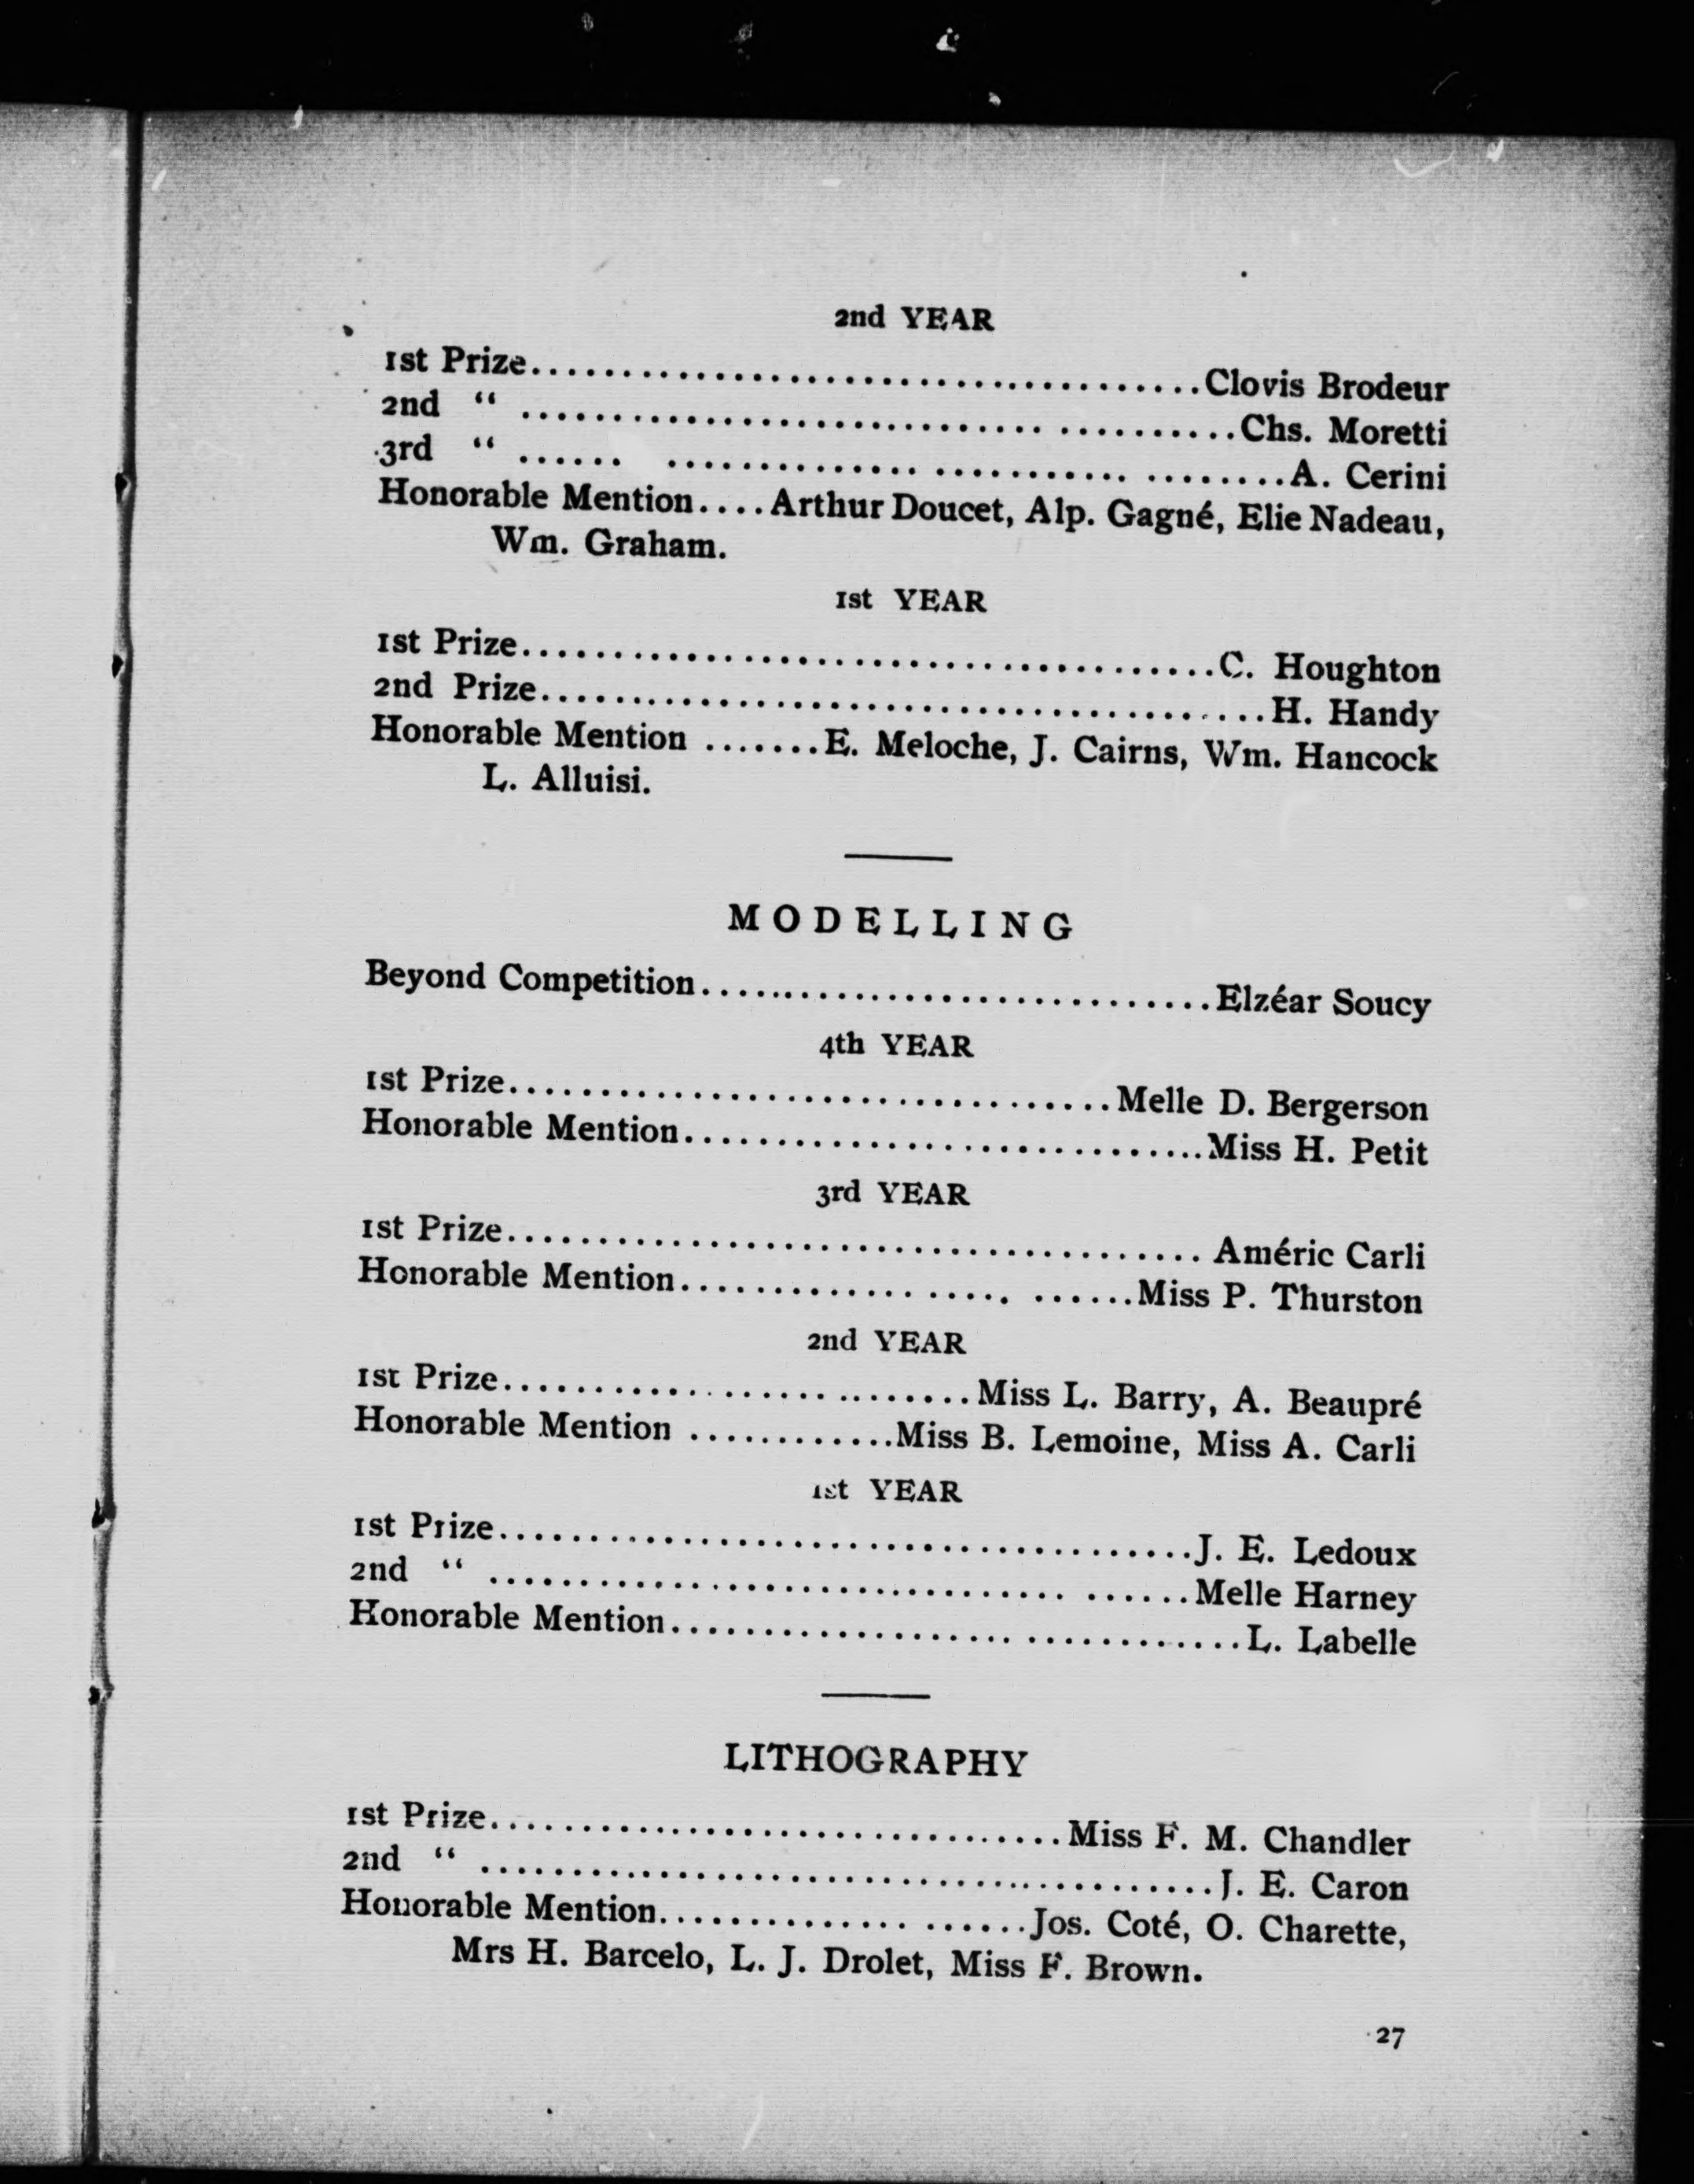 2nd YEAR
1st Prize........................................Clovis Brodeur
2nd “ ........................................Chs. Moretti
3rd “ ...... .............. ........... .........A. Cerini
Honorable Mention....Arthur Doucet, Alp. Gagné, Elie Nadeau,
Wm. Graham.
1st YEAR
1st Prize........................................C. Houghton
2nd Prize........................................H. Handy
Honorable Mention .......E. Meloche, J. Cairns, Wm. Hancock
L. Alluisi.
MODELLING
Beyond Competition..............................Elzéar Soucy
4th YEAR
1st Prize.................................Melle D. Bergerson
Honorable Mention.............................Miss H. Petit
3rd YEAR
1st Prize...................................... Améric Carli
Honorable Mention.................. ......Miss P. Thurston
2nd YEAR
1st Prize.................. .......Miss L. Barry, A. Beaupré
Honorable Mention ............Miss B. Lemoine, Miss A. Carli
1st YEAR
1st Prize......................................J. E. Ledoux
2nd “ ................................ ......Melle Harney
Honorable Mention................... ............L. Labelle
LITHOGRAPHY
1st Prize................................Miss F. M. Chandler
2nd “ ........................................J. E. Caron
Honorable Mention.............. ......Jos. Coté, O. Charette,
Mrs H. Barcelo, L. J. Drolet, Miss F. Brown.
27